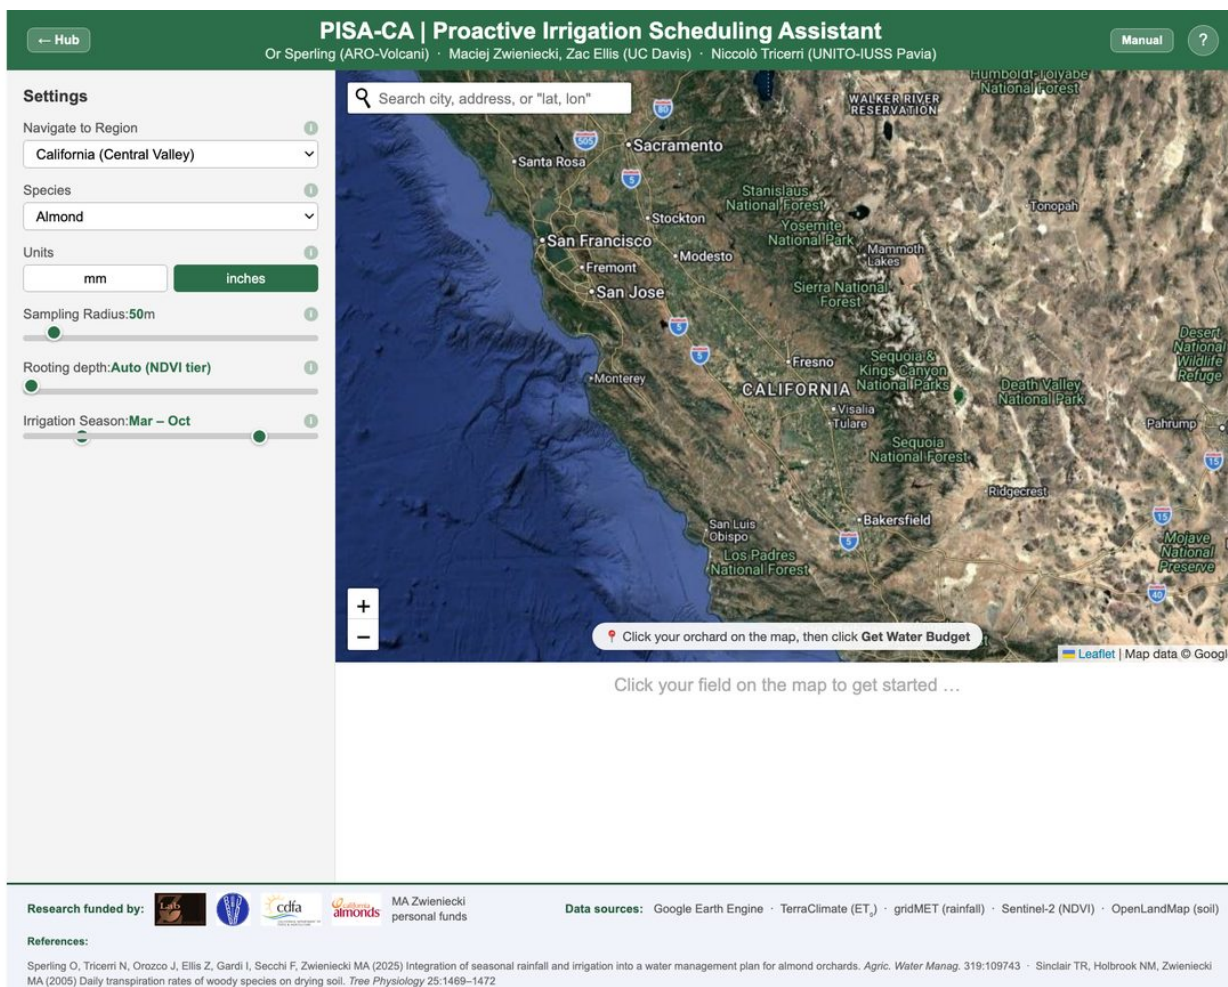 ← Hub
PISA-CA | Proactive Irrigation Scheduling Assistant
Or Sperling (ARO-Volcani) · Maciej Zwieniecki, Zac Ellis (UC Davis) · Niccolò Tricerri (UNITO-IUSS Pavia)
Manual
?
Settings
Navigate to Region
California (Central Valley)
Species
Almond
Units
mm
inches
Sampling Radius:50m
Rooting depth:Auto (NDVI tier)
Irrigation Season:Mar – Oct
Search city, address, or "lat, lon"
Humboldt-Toiyabe
National Forest
WALKER RIVER
RESERVATION
80
505
Sacramento
Santa Rosa
5
Stanislaus
National Forest
Tonopah
Stockton
Yosemite
National Park
San Francisco
Mammoth
Lakes
Modesto
Fremont
Sierra National
Forest
San Jose
5
Desert
National
Wildlife
Refuge
5
Fresno
Sequoia &
Kings Canyon
National Parks
Monterey
CALIFORNIA
Death Valley
National Park
Visalia
Tulare
Pahrump
Sequoia
National Forest
15
Ridgecrest
San Luis
Obispo
Bakersfield
15
5
Los Padres
National Forest
Mojave
National
Preserve
40
+
−
Click your orchard on the map, then click Get Water Budget
Leaflet | Map data © Googl
Click your field on the map to get started …
Research funded by:
Lab
cdfa
california
almonds
MA Zwieniecki
personal funds
Data sources: Google Earth Engine · TerraClimate (ET₀) · gridMET (rainfall) · Sentinel-2 (NDVI) · OpenLandMap (soil)
References:
Sperling O, Tricerri N, Orozco J, Ellis Z, Gardi I, Secchi F, Zwieniecki MA (2025) Integration of seasonal rainfall and irrigation into a water management plan for almond orchards. Agric. Water Manag. 319:109743 · Sinclair TR, Holbrook NM, Zwieniecki
MA (2005) Daily transpiration rates of woody species on drying soil. Tree Physiology 25:1469–1472